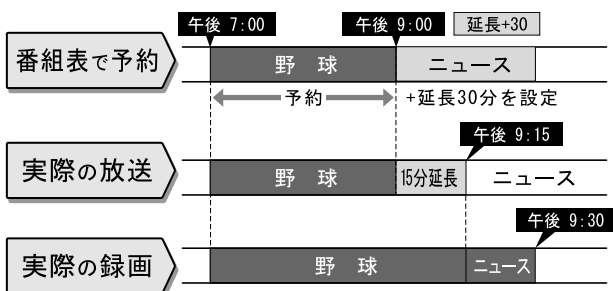 午後 7:00 午後 9:00 延長+30
番組表で予約 野 球 ニュース
予約 +延長30分を設定
午後 9:15
実際の放送 野 球 15分延長 ニュース
午後 9:30
実際の録画 野 球 ニュース